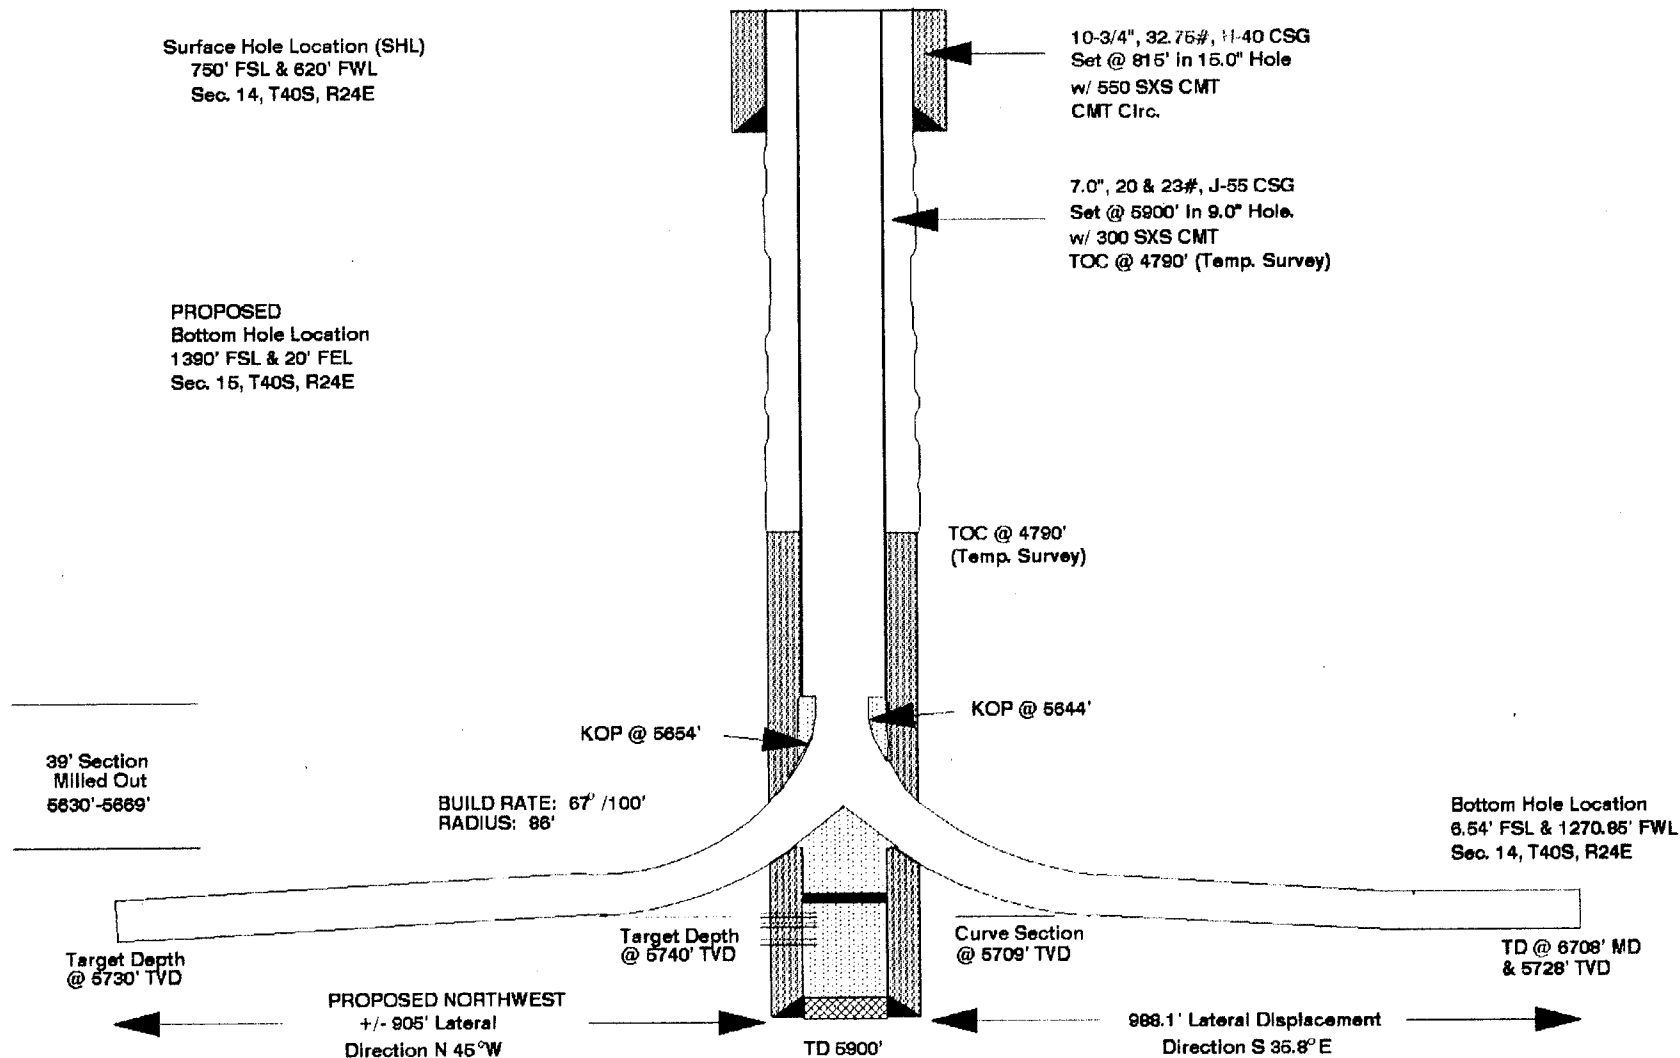 Surface Hole Location (SHL)
750' FSL & 620' FWL
Sec. 14, T40S, R24E
10-3/4", 32.75#, H-40 CSG
Set @ 815' in 15.0" Hole
w/ 550 SXS CMT
CMT Circ.
7.0", 20 & 23#, J-55 CSG
Set @ 5900' in 9.0" Hole.
w/ 300 SXS CMT
TOC @ 4790' (Temp. Survey)
PROPOSED
Bottom Hole Location
1390' FSL & 20' FEL
Sec. 15, T40S, R24E
TOC @ 4790'
(Temp. Survey)
KOP @ 5654'
KOP @ 5644'
39' Section
Milled Out
5630'-5669'
BUILD RATE: 67° /100'
RADIUS: 86'
Bottom Hole Location
6.54' FSL & 1270.85' FWL
Sec. 14, T40S, R24E
Target Depth
@ 5730' TVD
Target Depth
@ 5740' TVD
Curve Section
@ 5709' TVD
TD @ 6708' MD
& 5728' TVD
PROPOSED NORTHWEST
+/- 905' Lateral
Direction N 45°W
TD 5900'
988.1' Lateral Displacement
Direction S 35.8° E